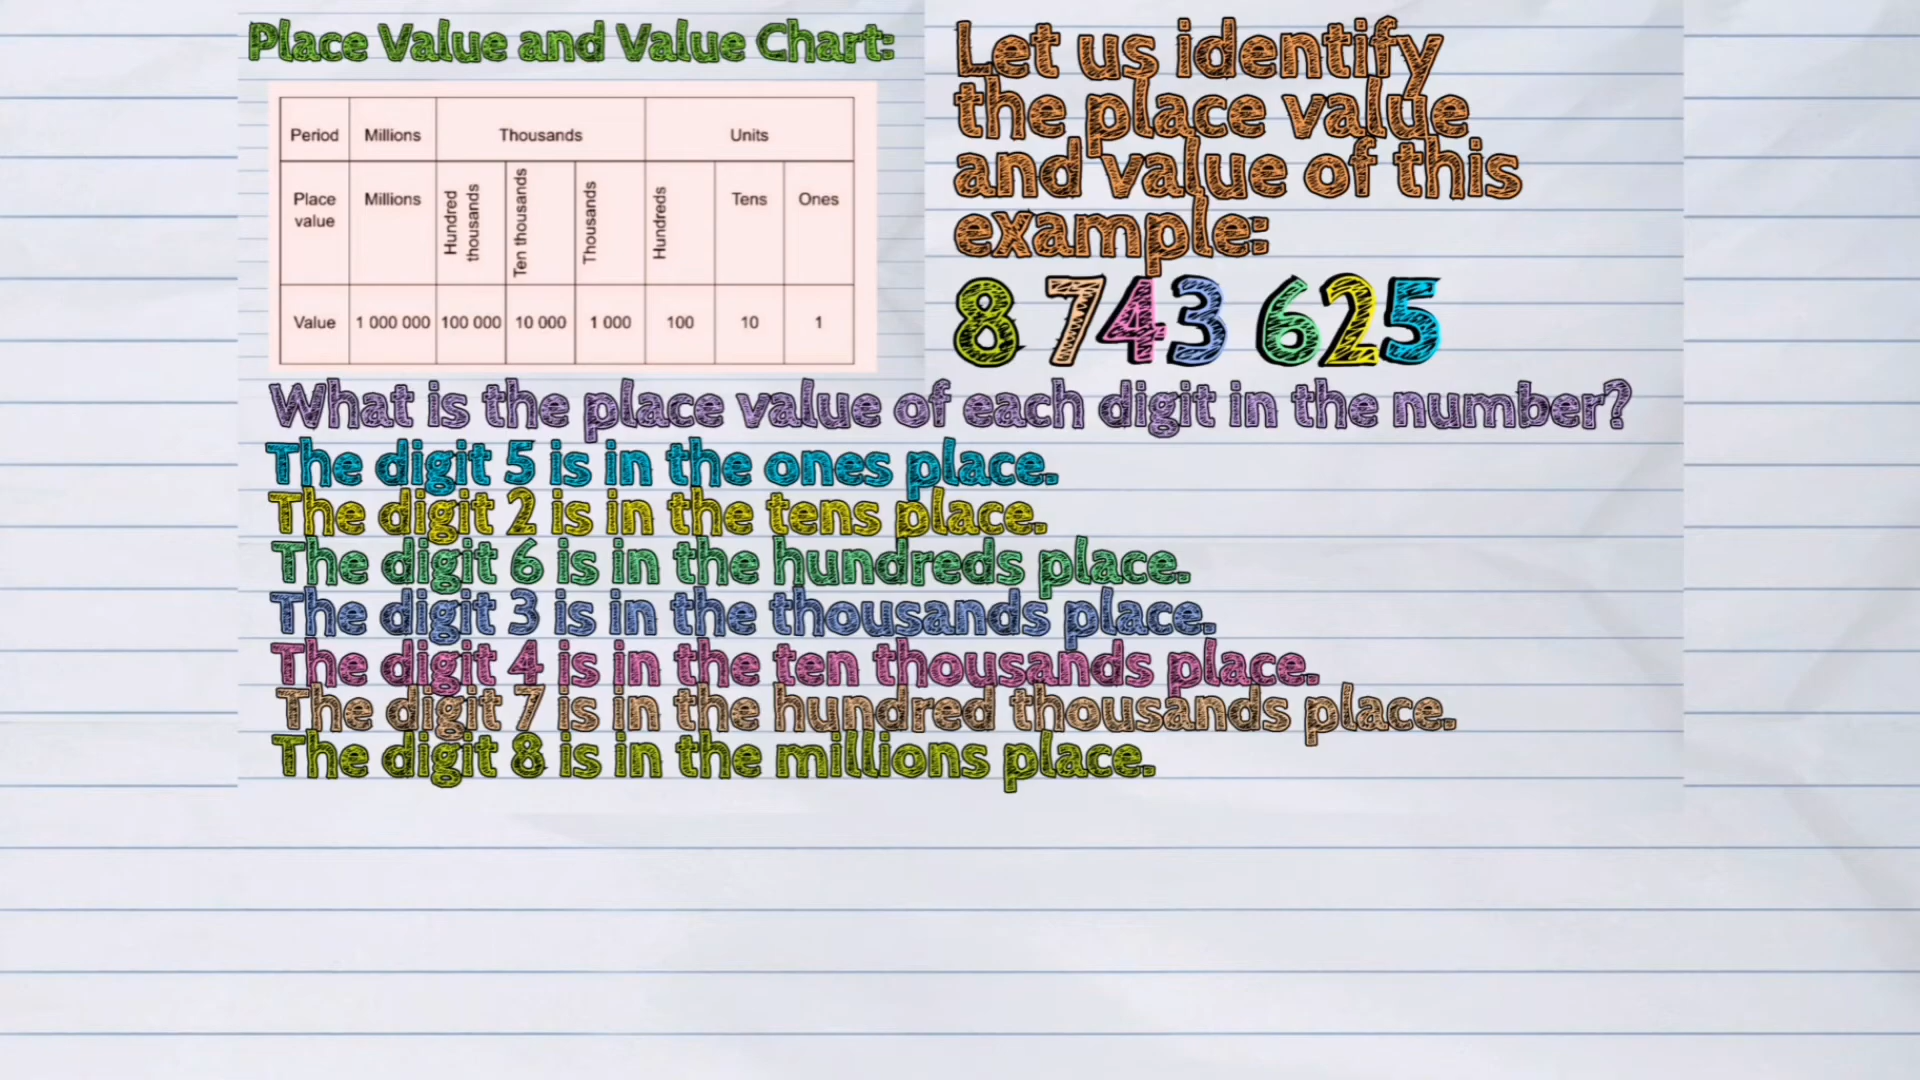 Place Value and Value Chart:
Period Millions Thousands Units
Place value Millions Hundred thousands Ten thousands Thousands Hundreds Tens Ones
Value 1 000 000 100 000 10 000 1 000 100 10 1
Let us identify
the place value
and value of this
example:
8 743 625
What is the place value of each digit in the number?
The digit 5 is in the ones place.
The digit 2 is in the tens place.
The digit 6 is in the hundreds place.
The digit 3 is in the thousands place.
The digit 4 is in the ten thousands place.
The digit 7 is in the hundred thousands place.
The digit 8 is in the millions place.